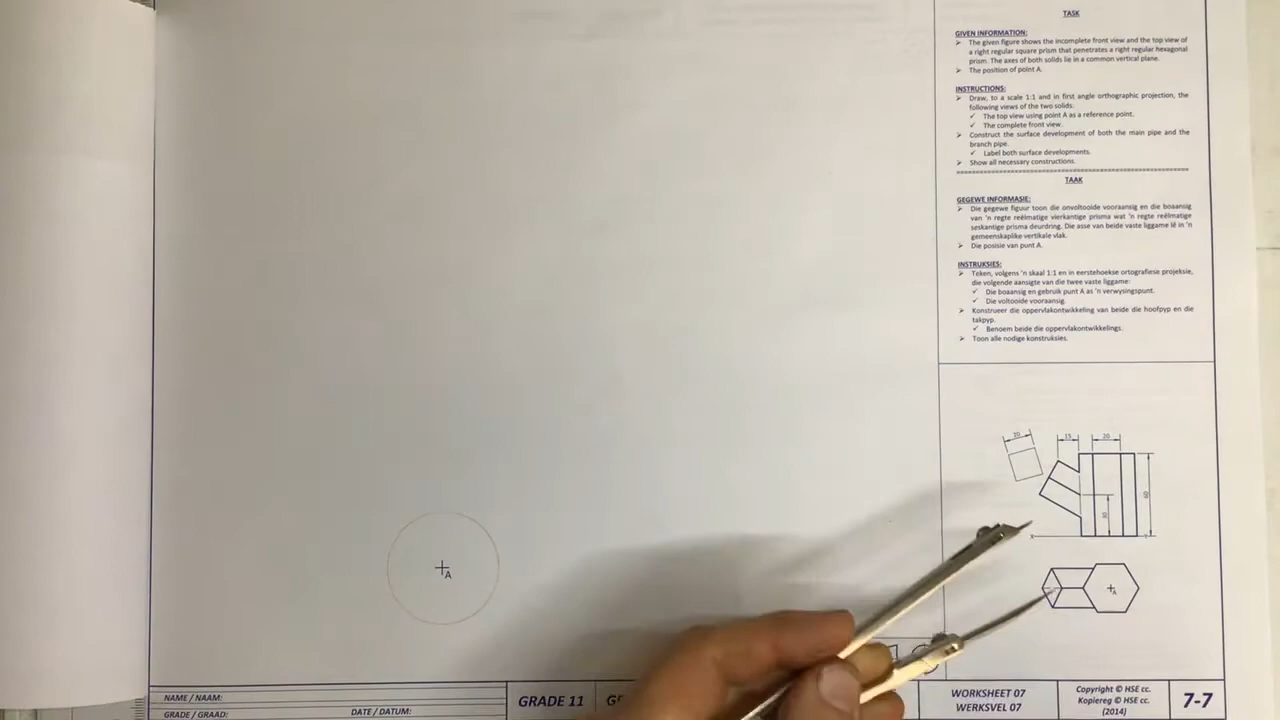 TASK
GIVEN INFORMATION:
➢ The given figure shows the incomplete front view and the top view of
a right regular square prism that penetrates a right regular hexagonal
prism. The axes of both solids lie in a common vertical plane.
➢ The position of point A.
INSTRUCTIONS:
➢ Draw, to a scale 1:1 and in first angle orthographic projection, the
following views of the two solids:
✓ The top view using point A as a reference point.
✓ The complete front view.
➢ Construct the surface development of both the main pipe and the
branch pipe.
✓ Label both surface developments.
➢ Show all necessary constructions.
TAAK
GEGEWE INFORMASIE:
➢ Die gegewe figuur toon die onvoltooide vooraansig en die boaansig
van 'n regte reëlmatige vierkantige prisma wat 'n regte reëlmatige
seskantige prisma deurdring. Die asse van beide vaste liggame lê in 'n
gemeenskaplike vertikale vlak.
➢ Die posisie van punt A.
INSTRUKSIES:
➢ Teken, volgens 'n skaal 1:1 en in eerstehoekse ortografiese projeksie,
die volgende aansigte van die twee vaste liggame:
✓ Die boaansig en gebruik punt A as 'n verwysingspunt.
✓ Die voltooide vooraansig.
➢ Konstrueer die oppervlakontwikkeling van beide die hoofpyp en die
takpyp.
✓ Benoem beide die oppervlakontwikkelings.
➢ Toon alle nodige konstruksies.
20
15
20
60
30
X
Y
A
A
NAME / NAAM:
GRADE / GRAAD:
DATE / DATUM:
GRADE 11
WORKSHEET 07
WERKSVEL 07
Copyright © HSE cc.
Kopiereg © HSE cc.
(2014)
7-7